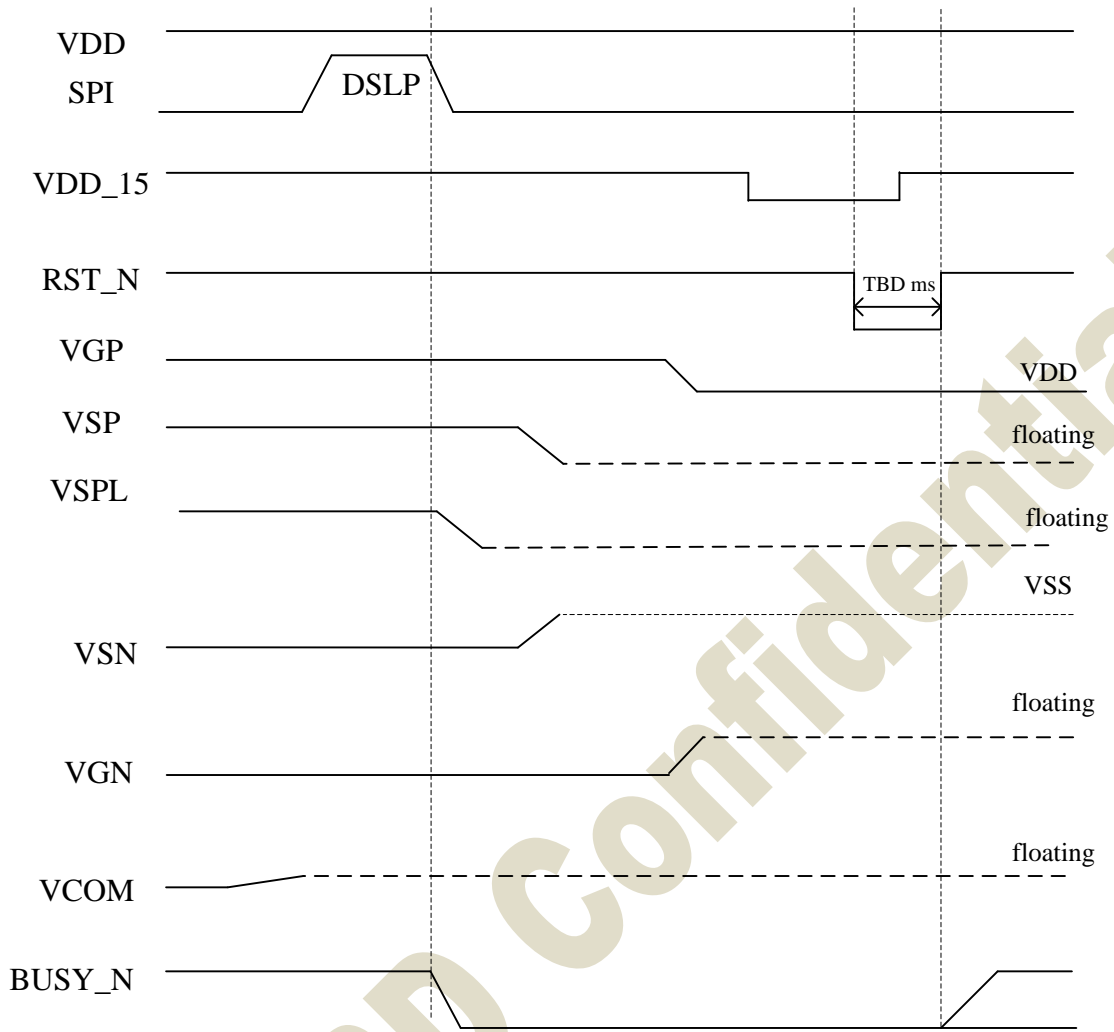 VDD
SPI
DSLP
VDD_15
RST_N
TBD ms
VGP
VDD
VSP
floating
VSPL
floating
VSS
VSN
floating
VGN
floating
VCOM
BUSY_N
Confidential